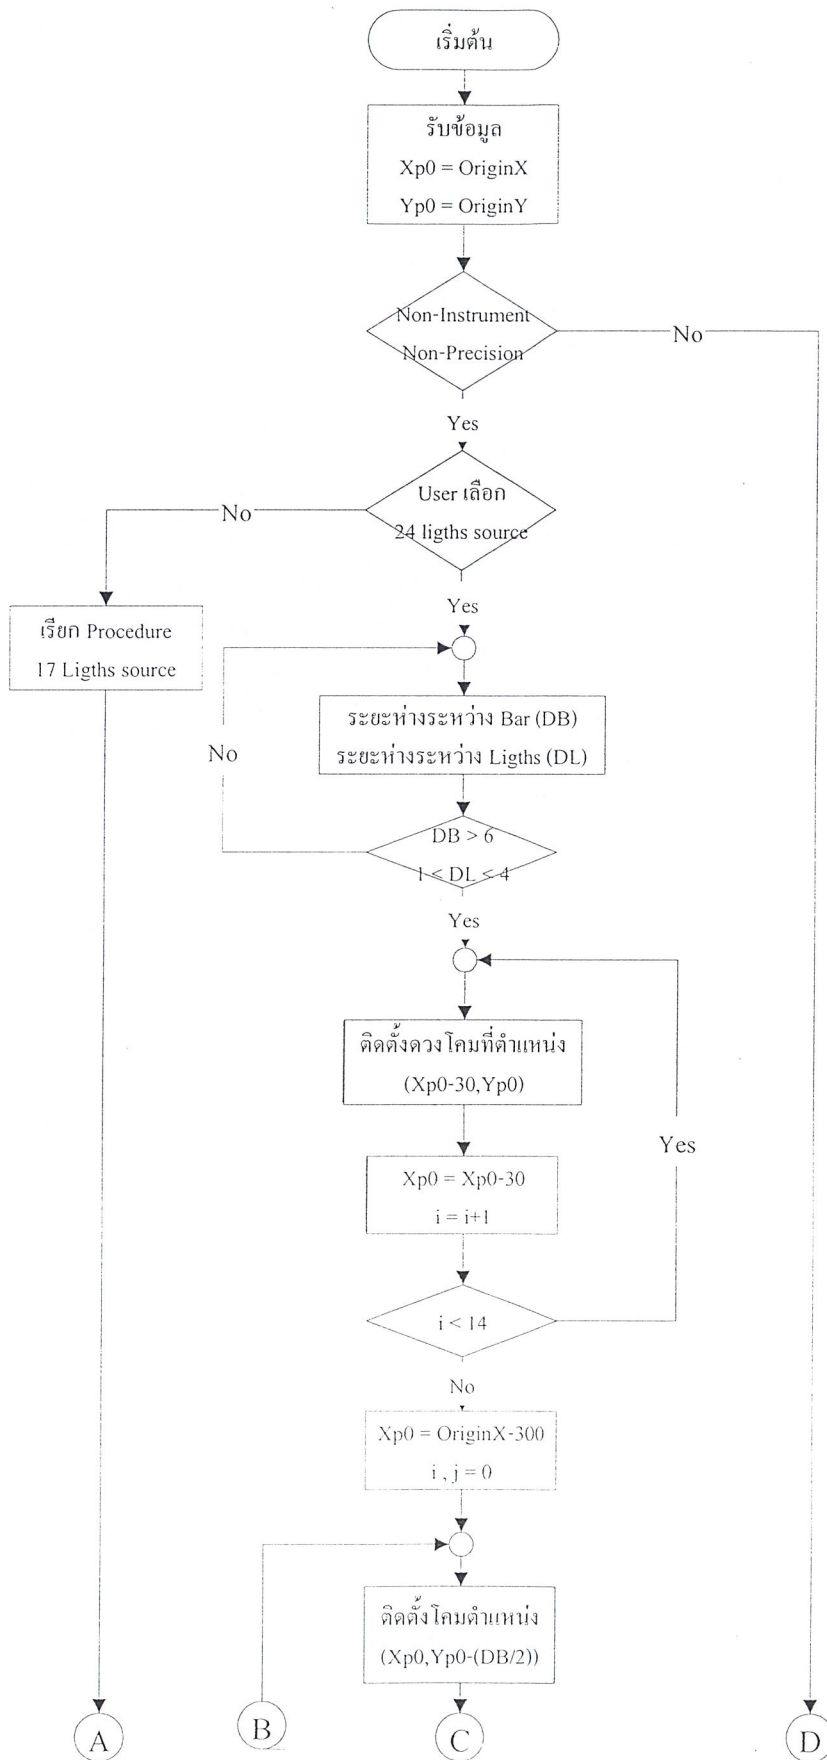 เริ่มต้น
รับข้อมูล
Xp0 = OriginX
Yp0 = OriginY
Non-Instrument
Non-Precision
No
Yes
User เลือก
24 ligths source
No
Yes
เรียก Procedure
17 Ligths source
ระยะห่างระหว่าง Bar (DB)
ระยะห่างระหว่าง Ligths (DL)
No
DB > 6
1 < DL < 4
Yes
ติดตั้งดวงโคมที่ตำแหน่ง
(Xp0-30,Yp0)
Yes
Xp0 = Xp0-30
i = i+1
i < 14
No
Xp0 = OriginX-300
i , j = 0
ติดตั้งโคมตำแหน่ง
(Xp0,Yp0-(DB/2))
A
B
C
D